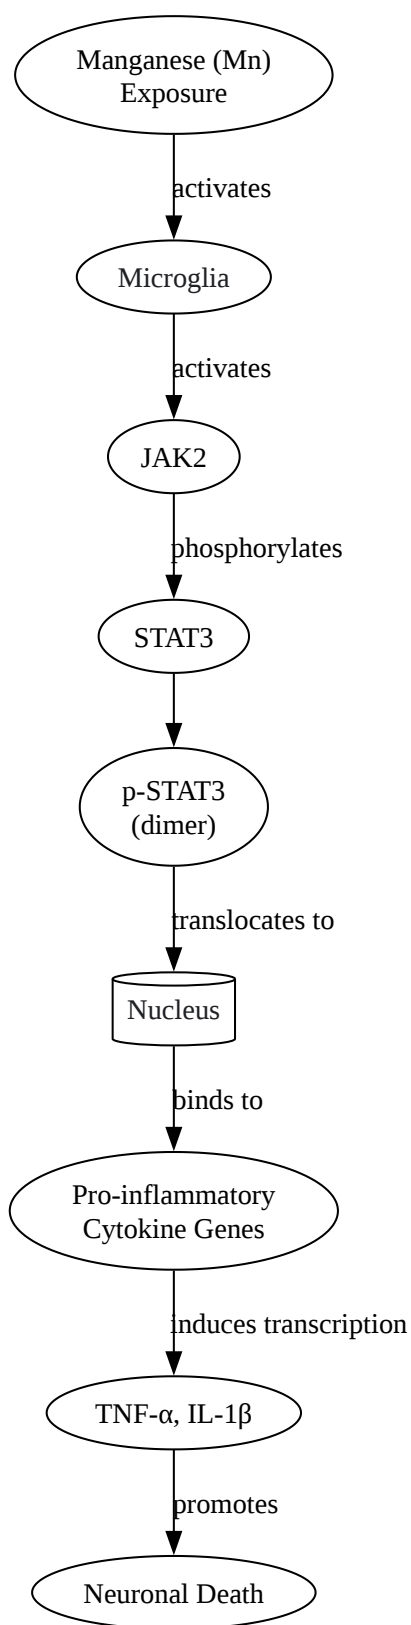 Manganese (Mn)
Exposure
activates
Microglia
activates
JAK2
phosphorylates
STAT3
p-STAT3
(dimer)
translocates to
Nucleus
binds to
Pro-inflammatory
Cytokine Genes
induces transcription
TNF-α, IL-1β
promotes
Neuronal Death